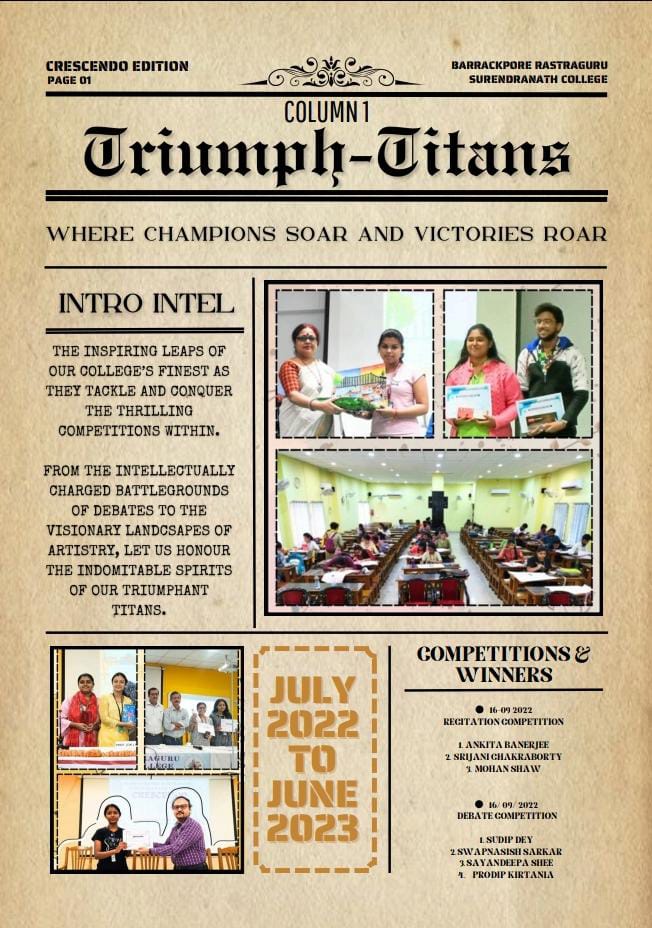 CRESCENDO EDITION
PAGE 01
BARRACKPORE RASTRAGURU
SURENDRANATH COLLEGE
COLUMN 1
Triumph-Titans
WHERE CHAMPIONS SOAR AND VICTORIES ROAR
INTRO INTEL
THE INSPIRING LEAPS OF
OUR COLLEGE'S FINEST AS
THEY TACKLE AND CONQUER
THE THRILLING
COMPETITIONS WITHIN.
FROM THE INTELLECTUALLY
CHARGED BATTLEGROUNDS
OF DEBATES TO THE
VISIONARY LANDCSAPES OF
ARTISTRY, LET US HONOUR
THE INDOMITABLE SPIRITS
OF OUR TRIUMPHANT
TITANS.
JULY
2022
TO
JUNE
2023
COMPETITIONS &
WINNERS
● 16-09 2022
RECITATION COMPETITION
1. ANKITA BANERJEE
2. SRIJANI CHAKRABORTY
3. MOHAN SHAW
● 16/ 09/ 2022
DEBATE COMPETITION
1. SUDIP DEY
2. SWAPNASISH SARKAR
3. SAYANDEEPA SHEE
4. PRODIP KIRTANIA